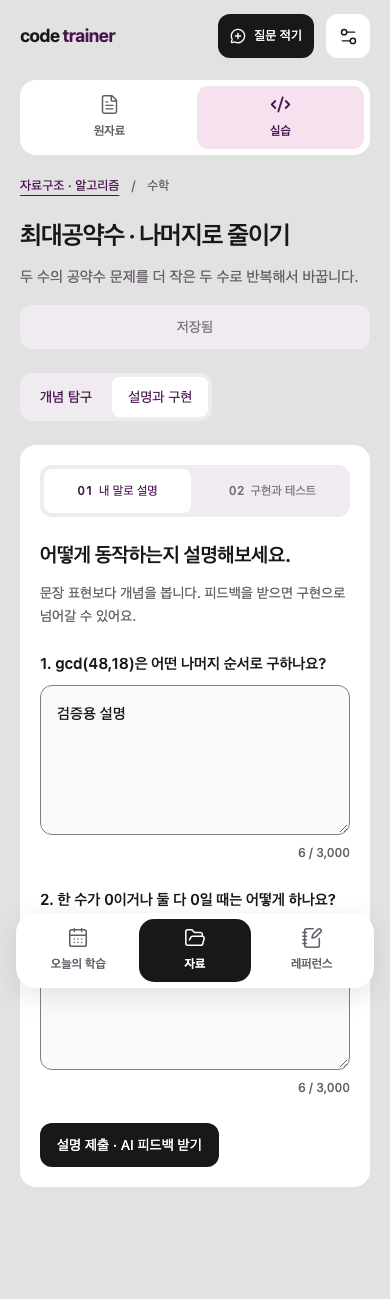 code trainer
질문 적기
원자료
실습
자료구조 · 알고리즘 / 수학
최대공약수 · 나머지로 줄이기
두 수의 공약수 문제를 더 작은 두 수로 반복해서 바꿉니다.
저장됨
개념 탐구
설명과 구현
01 내 말로 설명
02 구현과 테스트
어떻게 동작하는지 설명해보세요.
문장 표현보다 개념을 봅니다. 피드백을 받으면 구현으로
넘어갈 수 있어요.
1. gcd(48,18)은 어떤 나머지 순서로 구하나요?
검증용 설명
6 / 3,000
2. 한 수가 0이거나 둘 다 0일 때는 어떻게 하나요?
오늘의 학습
자료
레퍼런스
6 / 3,000
설명 제출 · AI 피드백 받기